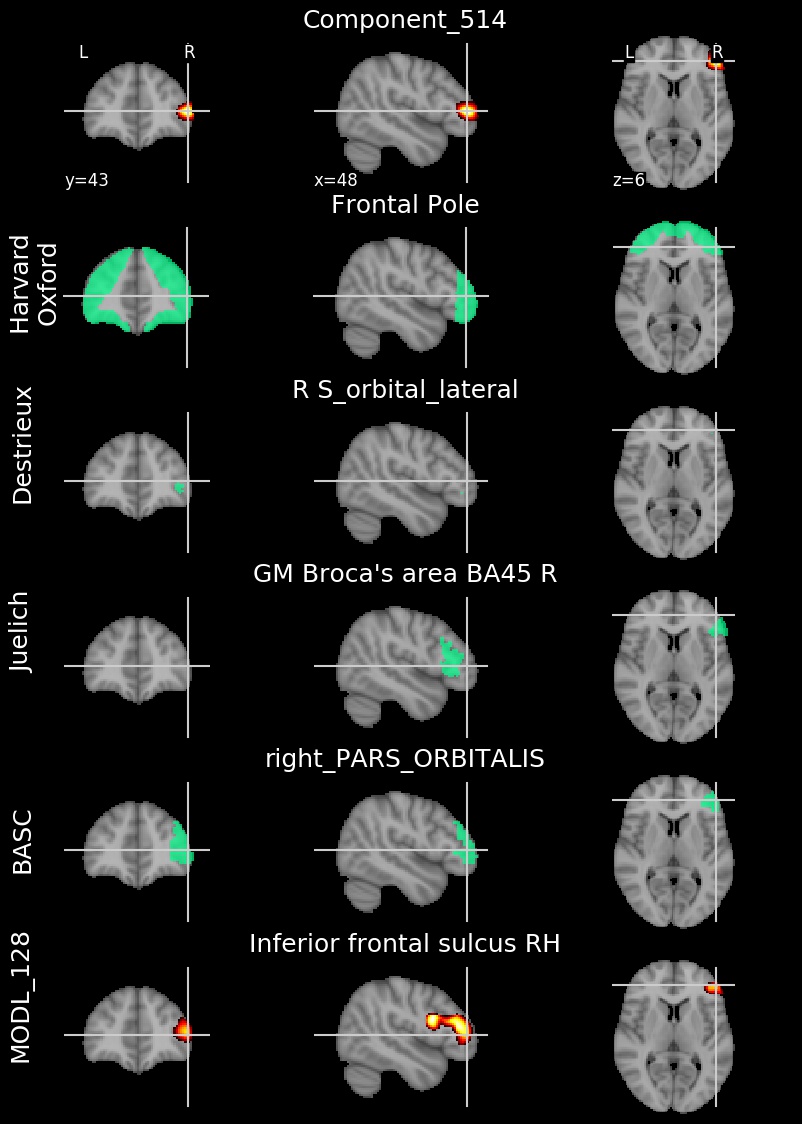 Component_514
L
R
L
R
y=43
x=48
z=6
Frontal Pole
Harvard
Oxford
R S_orbital_lateral
Destrieux
GM Broca's area BA45 R
Juelich
right_PARS_ORBITALIS
BASC
Inferior frontal sulcus RH
MODL_128